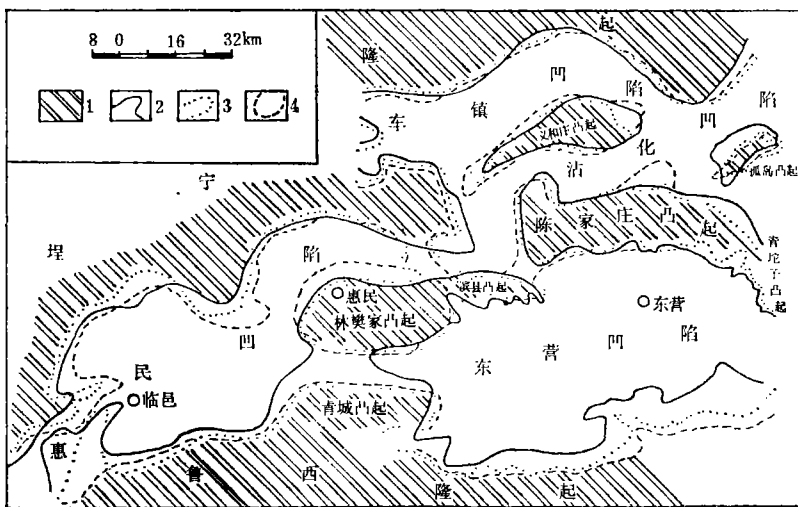 8 0 16 32km
1 2 3 4
埕宁隆起
车镇凹陷
义和庄凸起
沾化凹陷
孤岛凸起
陈家庄凸起
青坨子凸起
惠民凹陷
惠民
滨县凸起
林樊家凸起
东营
东营凹陷
临邑
青城凸起
鲁西隆起